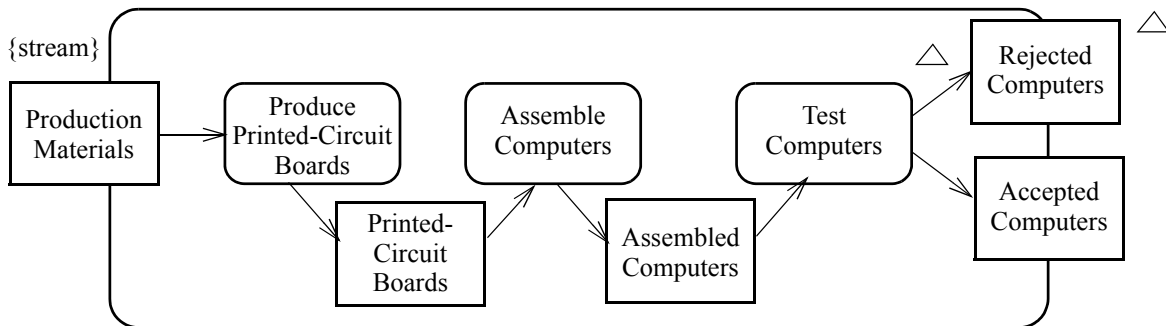 {stream}
Production
Materials
Produce
Printed-Circuit
Boards
Printed-
Circuit
Boards
Assemble
Computers
Assembled
Computers
Test
Computers
Rejected
Computers
Accepted
Computers